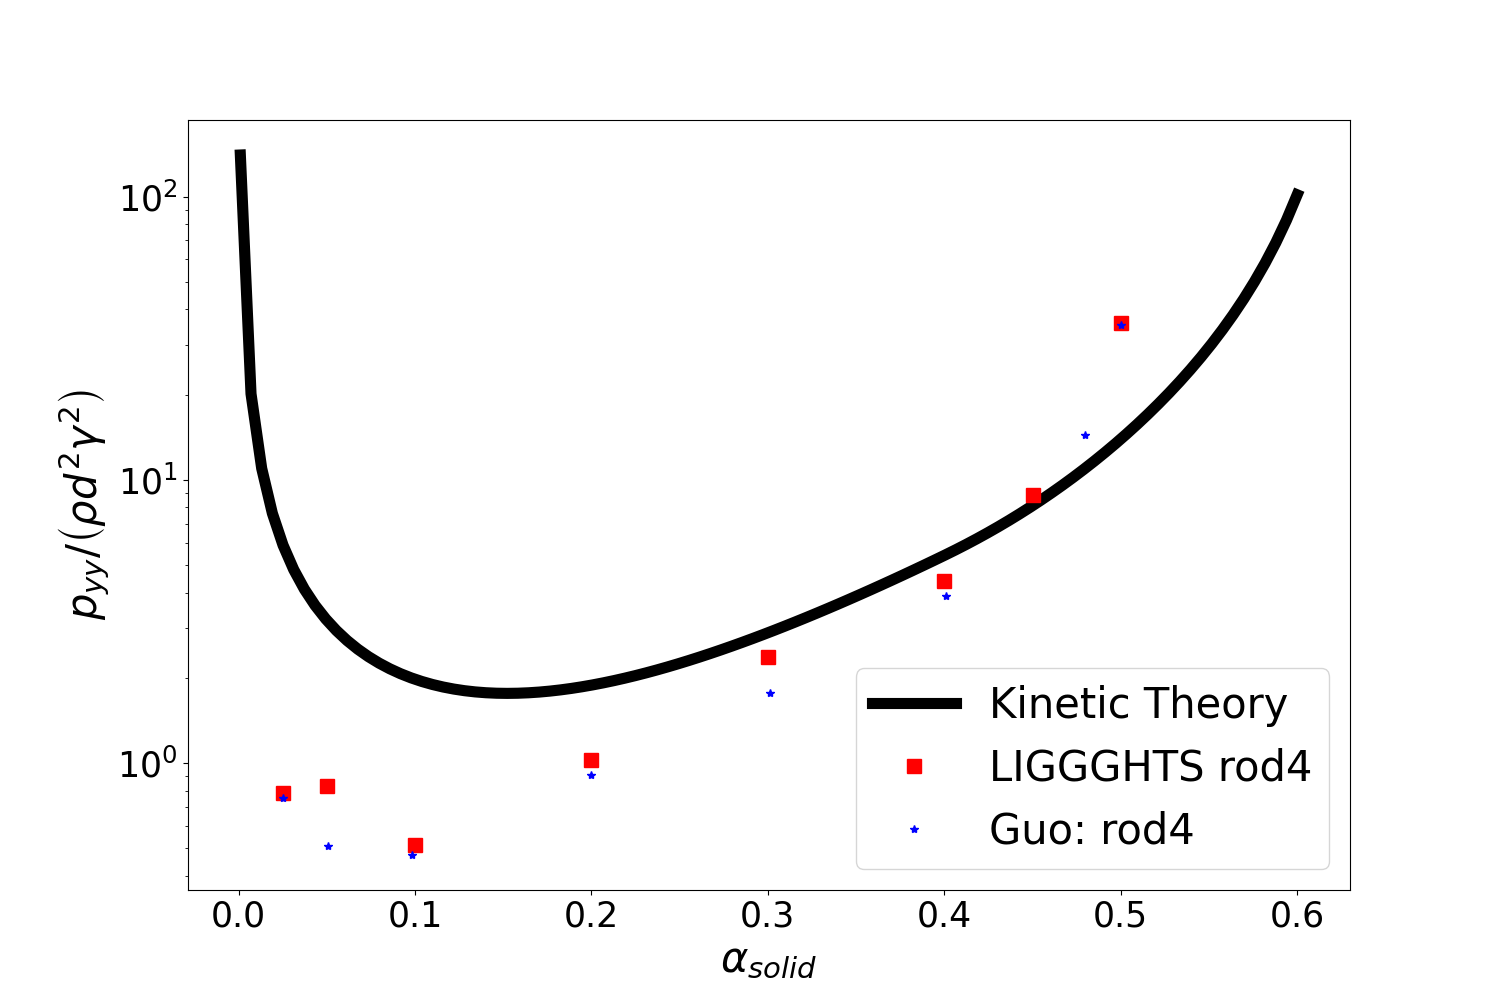 10²
10¹
10⁰
p_yy/(ρd²γ²)
0.0 0.1 0.2 0.3 0.4 0.5 0.6
α_solid
Kinetic Theory
LIGGGHTS rod4
Guo: rod4